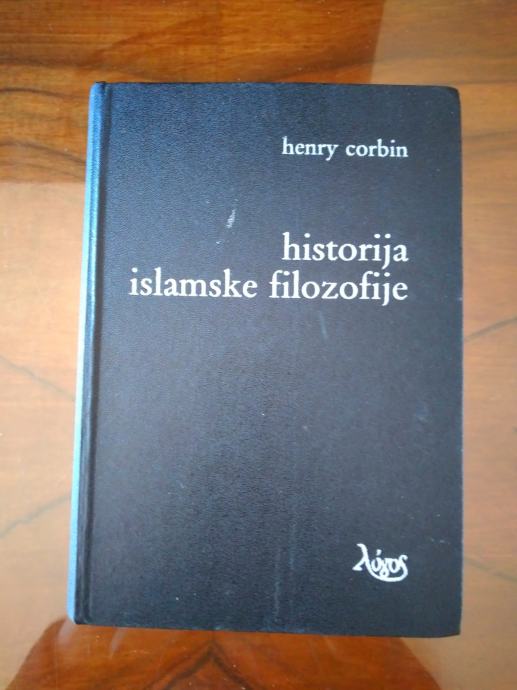 henry corbin
historija
islamske filozofije
λόγος